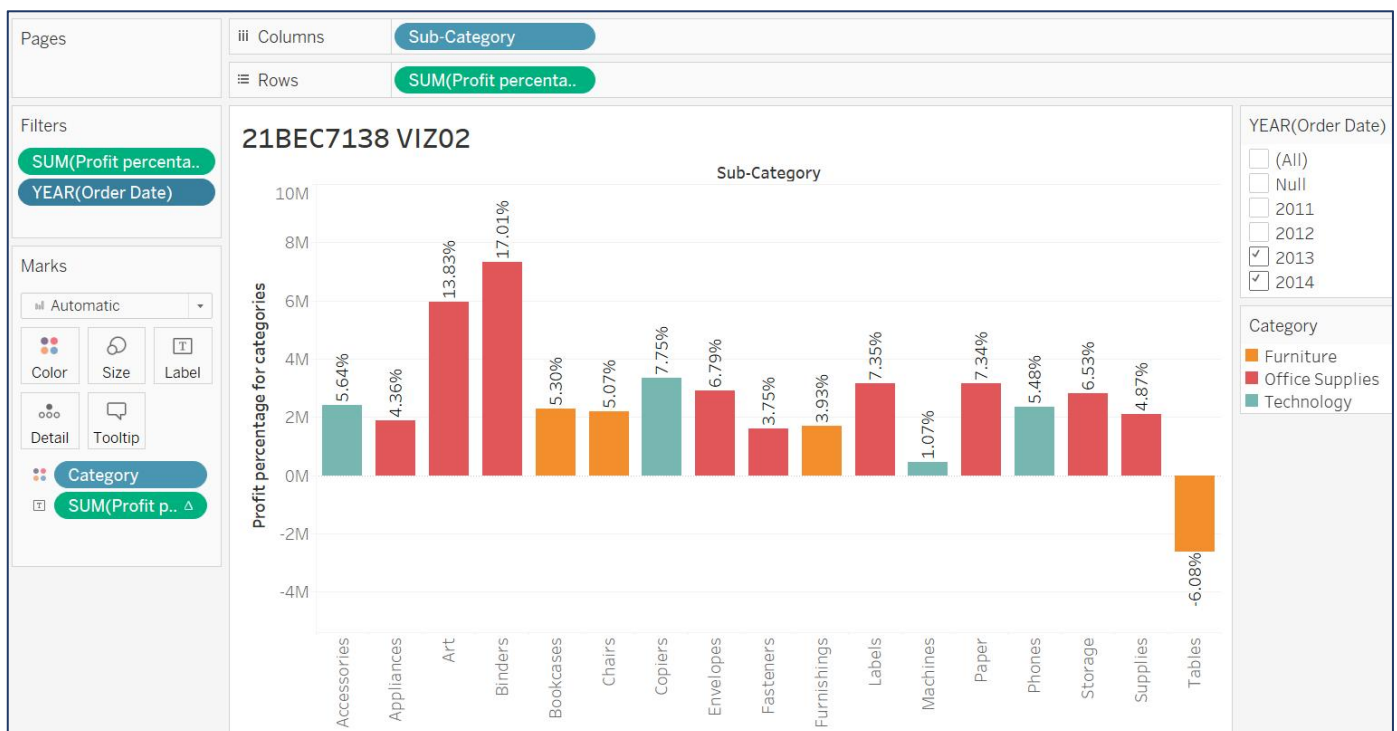 Pages
iii Columns
Sub-Category
Rows
SUM(Profit percenta..
Filters
SUM(Profit percenta..
YEAR(Order Date)
Marks
Automatic
Color
Size
Label
Detail
Tooltip
Category
SUM(Profit p.. Δ
21BEC7138 VIZ02
Sub-Category
Profit percentage for categories
10M
8M
6M
4M
2M
0M
-2M
-4M
5.64%
4.36%
13.83%
17.01%
5.30%
5.07%
7.75%
6.79%
3.75%
3.93%
7.35%
1.07%
7.34%
5.48%
6.53%
4.87%
-6.08%
Accessories
Appliances
Art
Binders
Bookcases
Chairs
Copiers
Envelopes
Fasteners
Furnishings
Labels
Machines
Paper
Phones
Storage
Supplies
Tables
YEAR(Order Date)
(All)
Null
2011
2012
2013
2014
Category
Furniture
Office Supplies
Technology